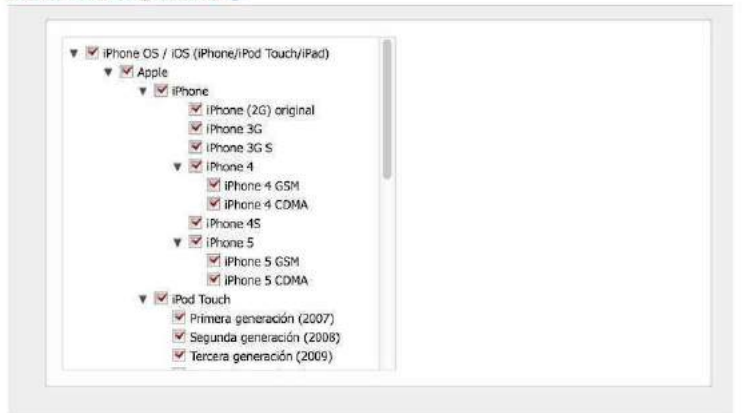 iPhone OS / iOS (iPhone/iPod Touch/iPad)
Apple
iPhone
iPhone (2G) original
iPhone 3G
iPhone 3G S
iPhone 4
iPhone 4 GSM
iPhone 4 CDMA
iPhone 4S
iPhone 5
iPhone 5 GSM
iPhone 5 CDMA
iPod Touch
Primera generación (2007)
Segunda generación (2008)
Tercera generación (2009)